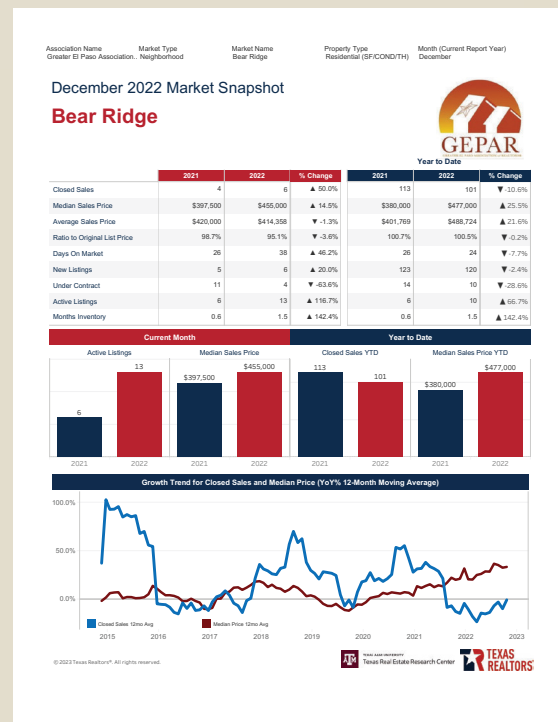 Association Name Market Type Market Name Property Type Month (Current Report Year)
Greater El Paso Association.. Neighborhood Bear Ridge Residential (SF/COND/TH) December
December 2022 Market Snapshot
Bear Ridge
GEPAR
Year to Date
2021 2022 % Change 2021 2022 % Change
Closed Sales 4 6 ▲ 50.0% 113 101 ▼ -10.6%
Median Sales Price $397,500 $455,000 ▲ 14.5% $380,000 $477,000 ▲ 25.5%
Average Sales Price $420,000 $414,358 ▼ -1.3% $401,769 $488,724 ▲ 21.6%
Ratio to Original List Price 98.7% 95.1% ▼ -3.6% 100.7% 100.5% ▼ -0.2%
Days On Market 26 38 ▲ 46.2% 26 24 ▼ -7.7%
New Listings 5 6 ▲ 20.0% 123 120 ▼ -2.4%
Under Contract 11 4 ▼ -63.6% 14 10 ▼ -28.6%
Active Listings 6 13 ▲ 116.7% 6 10 ▲ 66.7%
Months Inventory 0.6 1.5 ▲ 142.4% 0.6 1.5 ▲ 142.4%
Current Month Year to Date
Active Listings Median Sales Price Closed Sales YTD Median Sales Price YTD
6 13 $397,500 $455,000 113 101 $380,000 $477,000
2021 2022 2021 2022 2021 2022 2021 2022
Growth Trend for Closed Sales and Median Price (YoY% 12-Month Moving Average)
100.0%
50.0%
0.0%
Closed Sales 12mo Avg Median Price 12mo Avg
2015 2016 2017 2018 2019 2020 2021 2022 2023
© 2023 Texas Realtors®. All rights reserved.
TEXAS A&M UNIVERSITY
Texas Real Estate Research Center
TEXAS
REALTORS